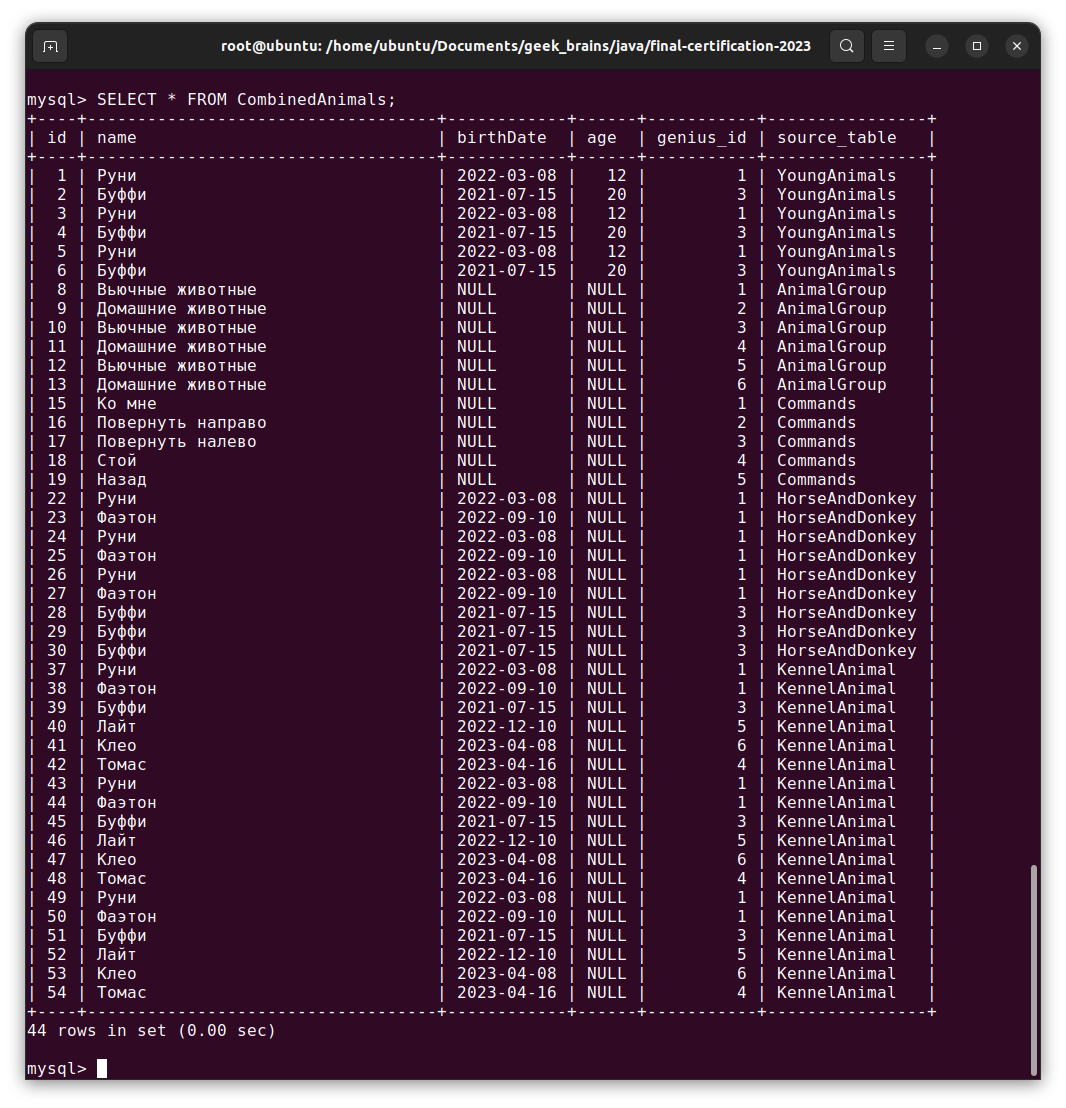 root@ubuntu: /home/ubuntu/Documents/geek_brains/java/final-certification-2023
mysql> SELECT * FROM CombinedAnimals;
+----+-----------------------------------+------------+------+-----------+----------------+
| id | name                              | birthDate  | age  | genius_id | source_table   |
+----+-----------------------------------+------------+------+-----------+----------------+
|  1 | Руни                              | 2022-03-08 |   12 |         1 | YoungAnimals   |
|  2 | Буффи                             | 2021-07-15 |   20 |         3 | YoungAnimals   |
|  3 | Руни                              | 2022-03-08 |   12 |         1 | YoungAnimals   |
|  4 | Буффи                             | 2021-07-15 |   20 |         3 | YoungAnimals   |
|  5 | Руни                              | 2022-03-08 |   12 |         1 | YoungAnimals   |
|  6 | Буффи                             | 2021-07-15 |   20 |         3 | YoungAnimals   |
|  8 | Вьючные животные                  | NULL       | NULL |         1 | AnimalGroup    |
|  9 | Домашние животные                 | NULL       | NULL |         2 | AnimalGroup    |
| 10 | Вьючные животные                  | NULL       | NULL |         3 | AnimalGroup    |
| 11 | Домашние животные                 | NULL       | NULL |         4 | AnimalGroup    |
| 12 | Вьючные животные                  | NULL       | NULL |         5 | AnimalGroup    |
| 13 | Домашние животные                 | NULL       | NULL |         6 | AnimalGroup    |
| 15 | Ко мне                            | NULL       | NULL |         1 | Commands       |
| 16 | Повернуть направо                 | NULL       | NULL |         2 | Commands       |
| 17 | Повернуть налево                  | NULL       | NULL |         3 | Commands       |
| 18 | Стой                              | NULL       | NULL |         4 | Commands       |
| 19 | Назад                             | NULL       | NULL |         5 | Commands       |
| 22 | Руни                              | 2022-03-08 | NULL |         1 | HorseAndDonkey |
| 23 | Фаэтон                            | 2022-09-10 | NULL |         1 | HorseAndDonkey |
| 24 | Руни                              | 2022-03-08 | NULL |         1 | HorseAndDonkey |
| 25 | Фаэтон                            | 2022-09-10 | NULL |         1 | HorseAndDonkey |
| 26 | Руни                              | 2022-03-08 | NULL |         1 | HorseAndDonkey |
| 27 | Фаэтон                            | 2022-09-10 | NULL |         1 | HorseAndDonkey |
| 28 | Буффи                             | 2021-07-15 | NULL |         3 | HorseAndDonkey |
| 29 | Буффи                             | 2021-07-15 | NULL |         3 | HorseAndDonkey |
| 30 | Буффи                             | 2021-07-15 | NULL |         3 | HorseAndDonkey |
| 37 | Руни                              | 2022-03-08 | NULL |         1 | KennelAnimal   |
| 38 | Фаэтон                            | 2022-09-10 | NULL |         1 | KennelAnimal   |
| 39 | Буффи                             | 2021-07-15 | NULL |         3 | KennelAnimal   |
| 40 | Лайт                              | 2022-12-10 | NULL |         5 | KennelAnimal   |
| 41 | Клео                              | 2023-04-08 | NULL |         6 | KennelAnimal   |
| 42 | Томас                             | 2023-04-16 | NULL |         4 | KennelAnimal   |
| 43 | Руни                              | 2022-03-08 | NULL |         1 | KennelAnimal   |
| 44 | Фаэтон                            | 2022-09-10 | NULL |         1 | KennelAnimal   |
| 45 | Буффи                             | 2021-07-15 | NULL |         3 | KennelAnimal   |
| 46 | Лайт                              | 2022-12-10 | NULL |         5 | KennelAnimal   |
| 47 | Клео                              | 2023-04-08 | NULL |         6 | KennelAnimal   |
| 48 | Томас                             | 2023-04-16 | NULL |         4 | KennelAnimal   |
| 49 | Руни                              | 2022-03-08 | NULL |         1 | KennelAnimal   |
| 50 | Фаэтон                            | 2022-09-10 | NULL |         1 | KennelAnimal   |
| 51 | Буффи                             | 2021-07-15 | NULL |         3 | KennelAnimal   |
| 52 | Лайт                              | 2022-12-10 | NULL |         5 | KennelAnimal   |
| 53 | Клео                              | 2023-04-08 | NULL |         6 | KennelAnimal   |
| 54 | Томас                             | 2023-04-16 | NULL |         4 | KennelAnimal   |
+----+-----------------------------------+------------+------+-----------+----------------+
44 rows in set (0.00 sec)
mysql>